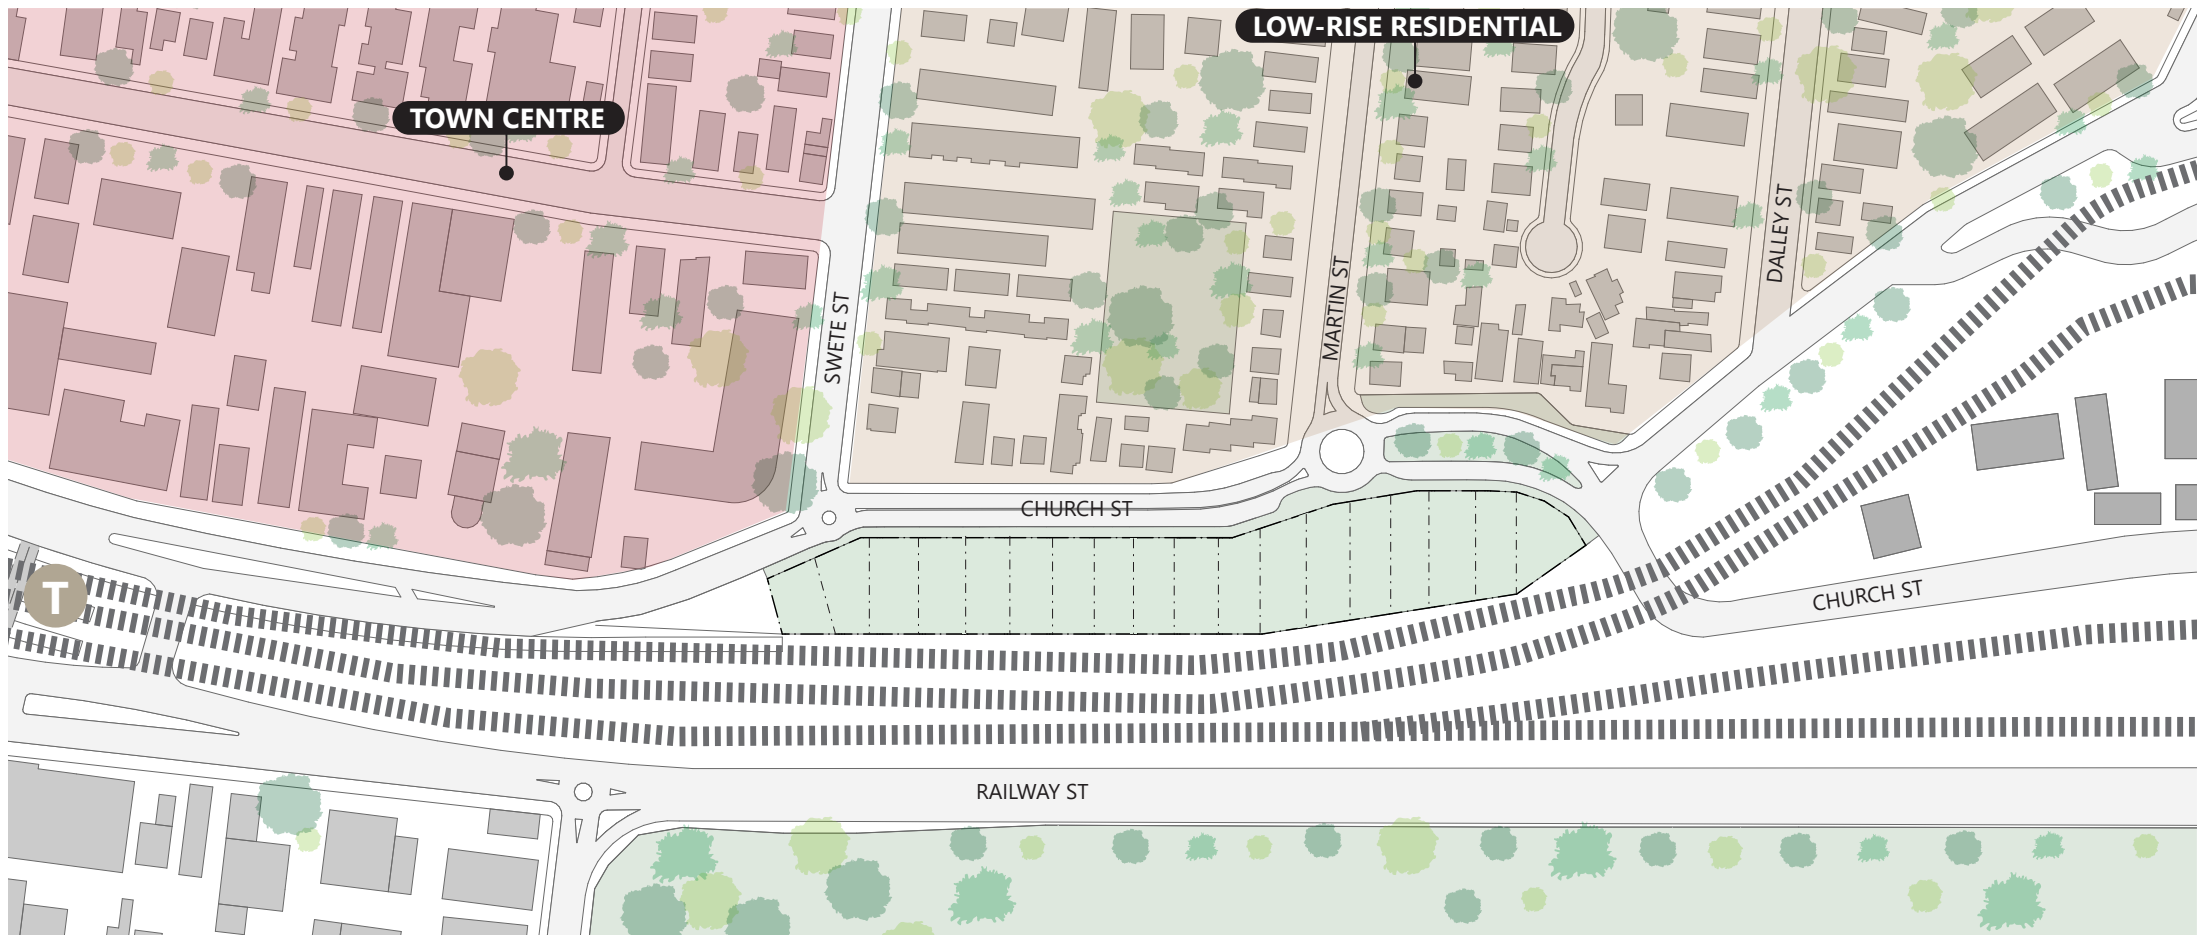 LOW-RISE RESIDENTIAL
TOWN CENTRE
DALLEY ST
MARTIN ST
SWETE ST
CHURCH ST
T
CHURCH ST
RAILWAY ST